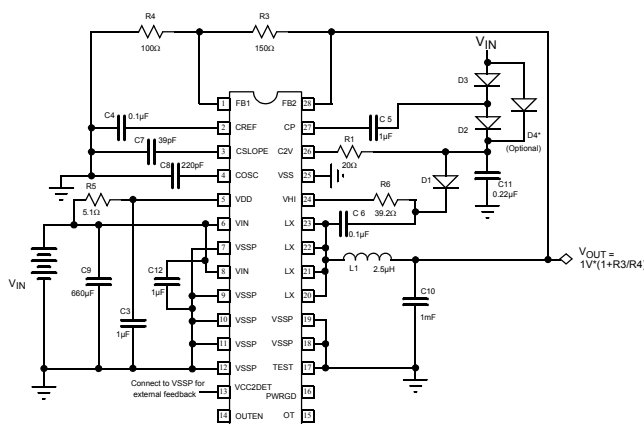 R4
100Ω
R3
150Ω
VIN
D3
D2
D4*
(Optional)
C4 0.1µF
C7 39pF
C8 220pF
C 5
1µF
R1
20Ω
D1
C11
0.22µF
R5
5.1Ω
R6
39.2Ω
C 6
0.1µF
VIN
C9
660µF
C12
1µF
C3
1µF
L1 2.5µH
C10
1mF
VOUT =
1V*(1+R3/R4)
1 FB1 FB2 28
2 CREF CP 27
3 CSLOPE C2V 26
4 COSC VSS 25
5 VDD VHI 24
6 VIN LX 23
7 VSSP LX 22
8 VIN LX 21
9 VSSP LX 20
10 VSSP VSSP 19
11 VSSP VSSP 18
12 VSSP TEST 17
Connect to VSSP for
external feedback
13 VCC2DET PWRGD 16
14 OUTEN OT 15